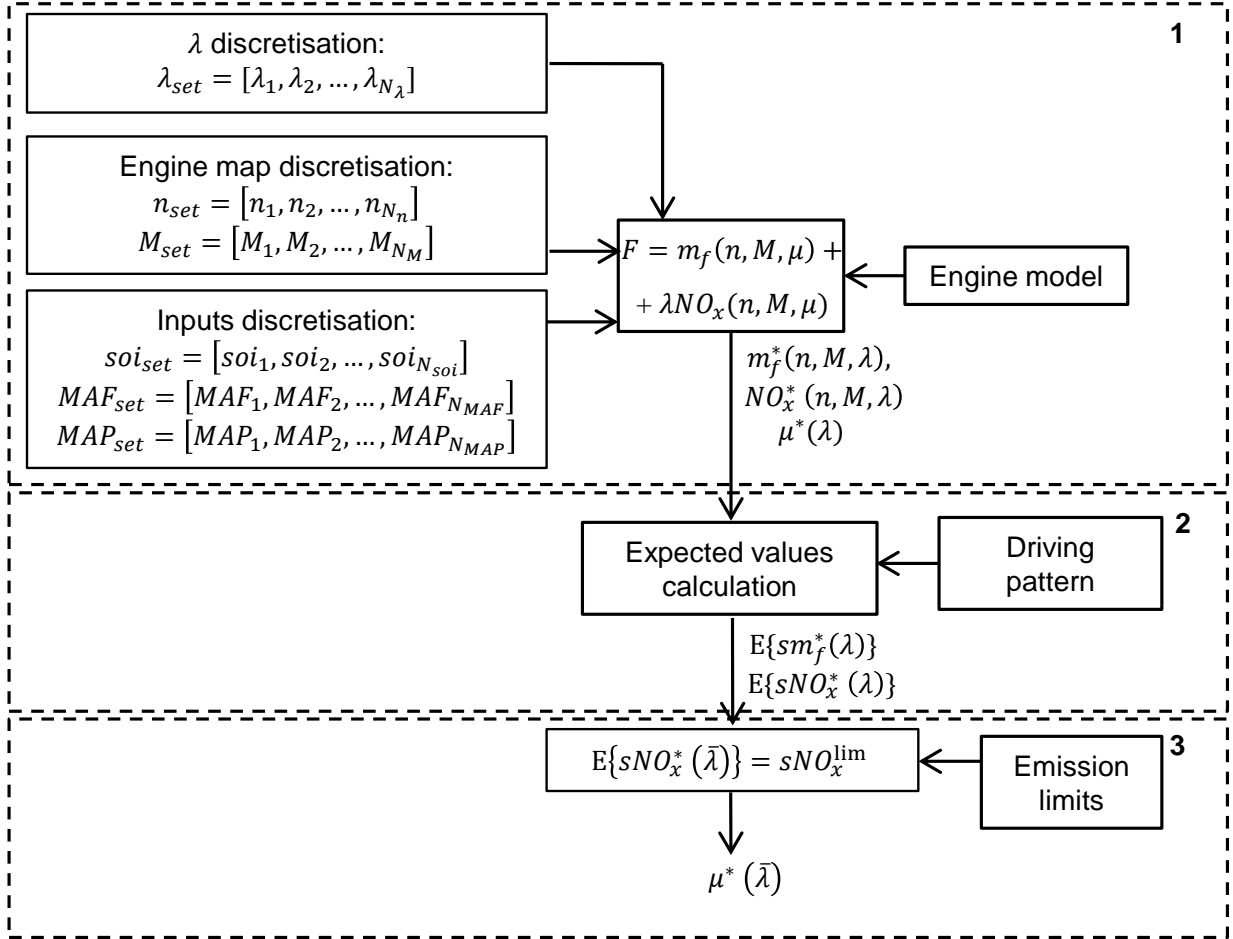 1
λ discretisation:
λ_set = [λ_1, λ_2, … , λ_{N_λ}]
Engine map discretisation:
n_set = [n_1, n_2, … , n_{N_n}]
M_set = [M_1, M_2, … , M_{N_M}]
Inputs discretisation:
soi_set = [soi_1, soi_2, … , soi_{N_soi}]
MAF_set = [MAF_1, MAF_2, … , MAF_{N_MAF}]
MAP_set = [MAP_1, MAP_2, … , MAP_{N_MAP}]
F = m_f(n, M, μ) +
+ λNO_x(n, M, μ)
Engine model
m_f^*(n, M, λ),
NO_x^*(n, M, λ)
μ^*(λ)
2
Expected values
calculation
Driving
pattern
E{sm_f^*(λ)}
E{sNO_x^*(λ)}
3
E{sNO_x^*(λ̄)} = sNO_x^lim
Emission
limits
μ^*(λ̄)